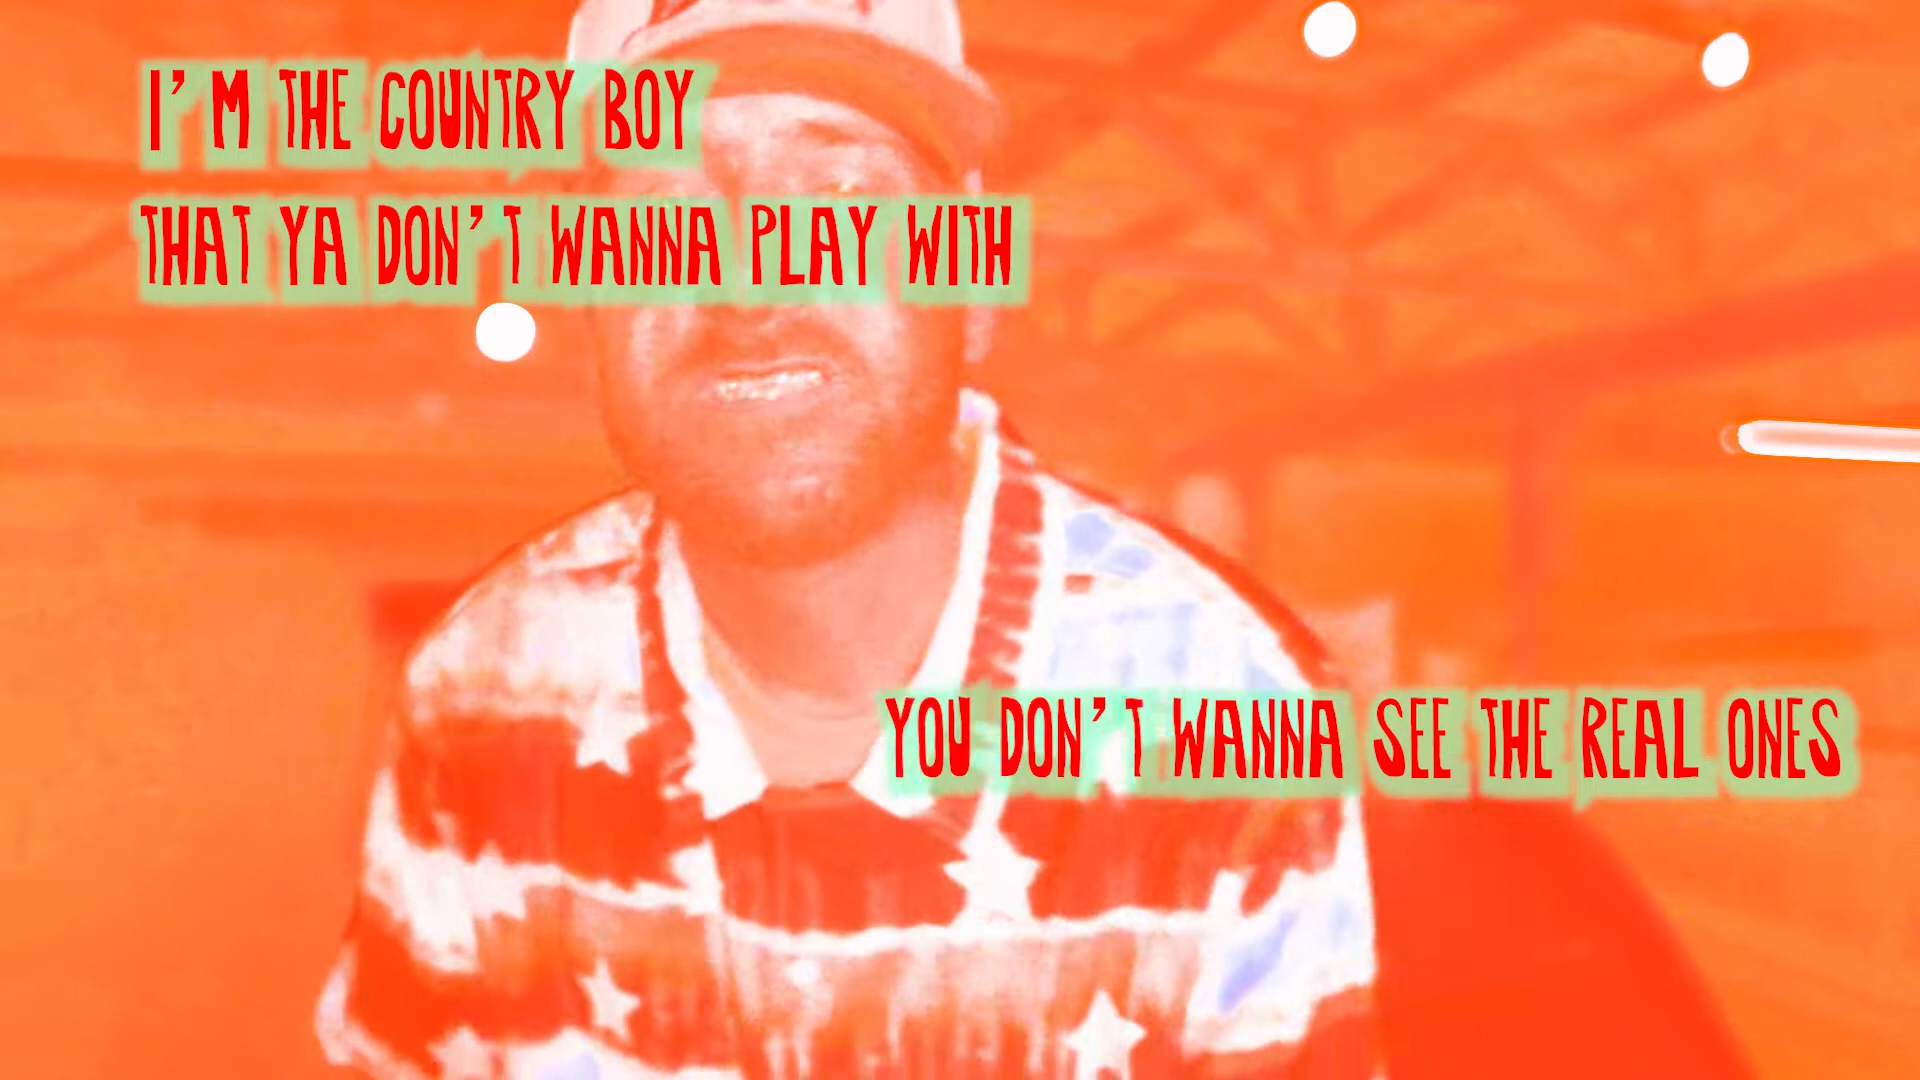 I'M THE COUNTRY BOY
THAT YA DON'T WANNA PLAY WITH
YOU DON'T WANNA SEE THE REAL ONES